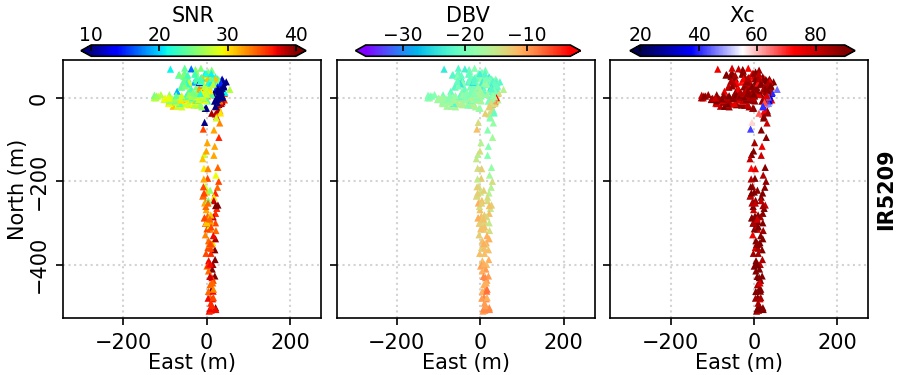 SNR DBV Xc
10 20 30 40 −30 −20 −10 20 40 60 80
0
−200
−400
North (m)
IR5209
−200 0 200 −200 0 200 −200 0 200
East (m) East (m) East (m)